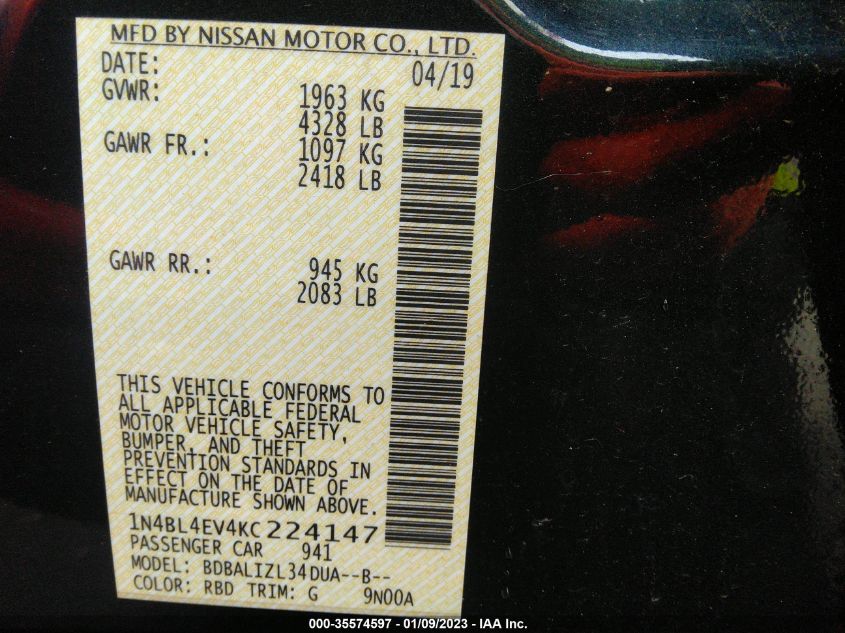 MFD BY NISSAN MOTOR CO., LTD.
DATE: 04/19
GVWR: 1963 KG
4328 LB
GAWR FR.: 1097 KG
2418 LB
GAWR RR.: 945 KG
2083 LB
THIS VEHICLE CONFORMS TO
ALL APPLICABLE FEDERAL
MOTOR VEHICLE SAFETY,
BUMPER, AND THEFT
PREVENTION STANDARDS IN
EFFECT ON THE DATE OF
MANUFACTURE SHOWN ABOVE.
1N4BL4EV4KC224147
PASSENGER CAR 941
MODEL: BDBALIZL34DUA--B--
COLOR: RBD TRIM: G 9N00A
000-35574597 - 01/09/2023 - IAA Inc.